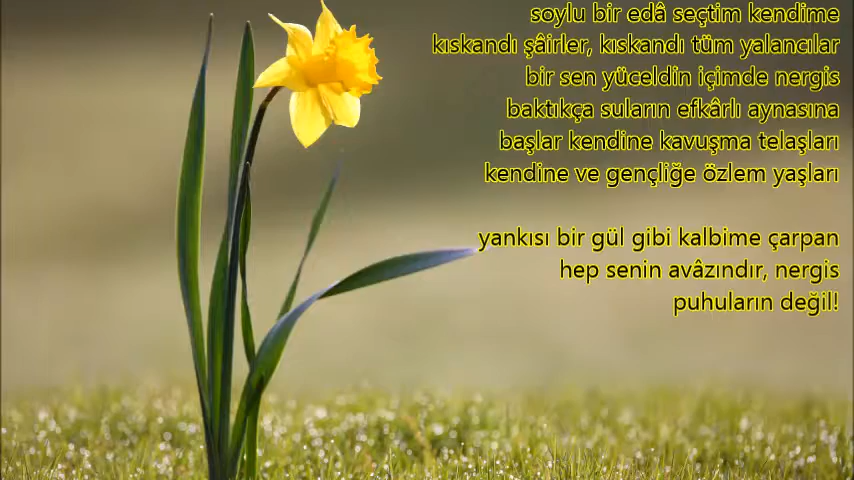 soylu bir edâ seçtim kendime
kıskandı şâirler, kıskandı tüm yalancılar
bir sen yüceldin içimde nergis
baktıkça suların efkârlı aynasına
başlar kendine kavuşma telaşları
kendine ve gençliğe özlem yaşları
yankısı bir gül gibi kalbime çarpan
hep senin avâzındır, nergis
puhuların değil!